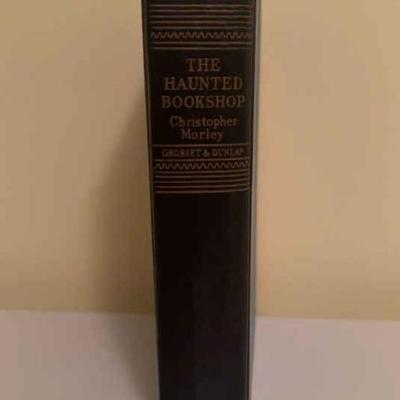 THE
HAUNTED
BOOKSHOP
Christopher
Morley
GROSSET & DUNLAP